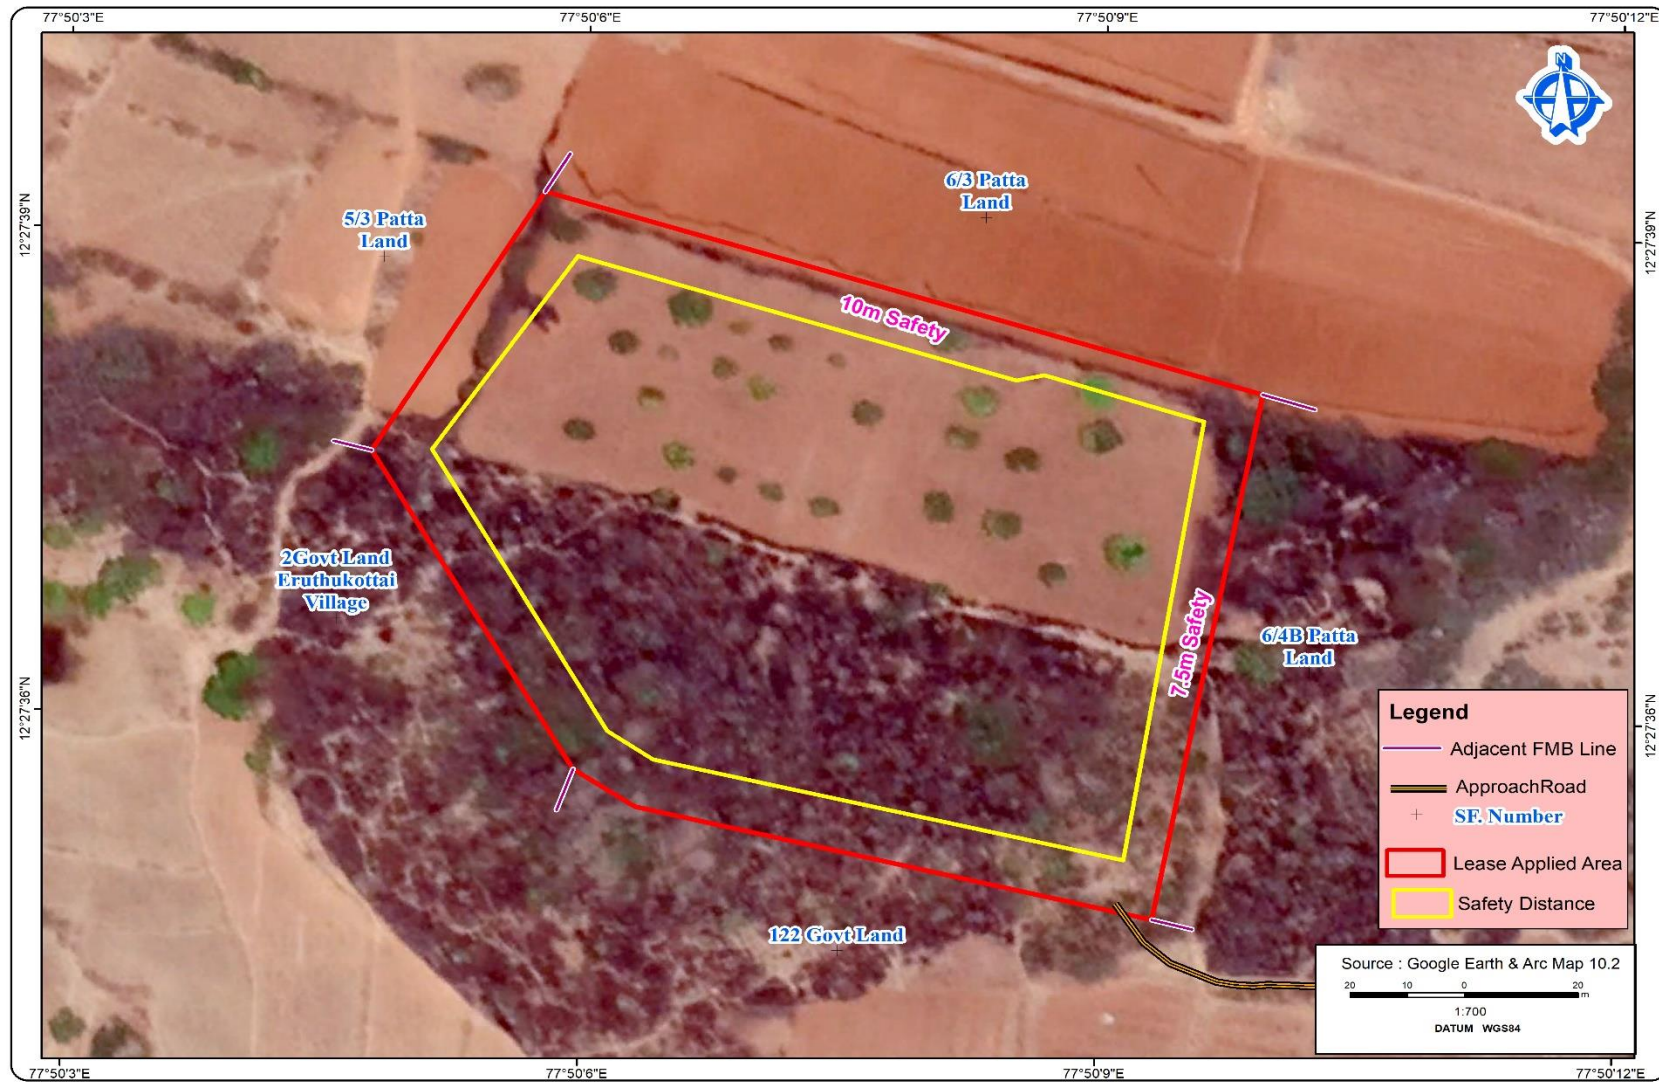 77°50'3"E
77°50'6"E
77°50'9"E
77°50'12"E
N
12°27'39"N
12°27'39"N
6/3 Patta
Land
5/3 Patta
Land
10m Safety
2Govt Land
Eruthukottai
Village
7.5m Safety
6/4B Patta
Land
12°27'36"N
12°27'36"N
Legend
Adjacent FMB Line
ApproachRoad
SF. Number
Lease Applied Area
Safety Distance
122 Govt Land
Source : Google Earth & Arc Map 10.2
20 10 0 20
m
1:700
DATUM WGS84
77°50'3"E
77°50'6"E
77°50'9"E
77°50'12"E